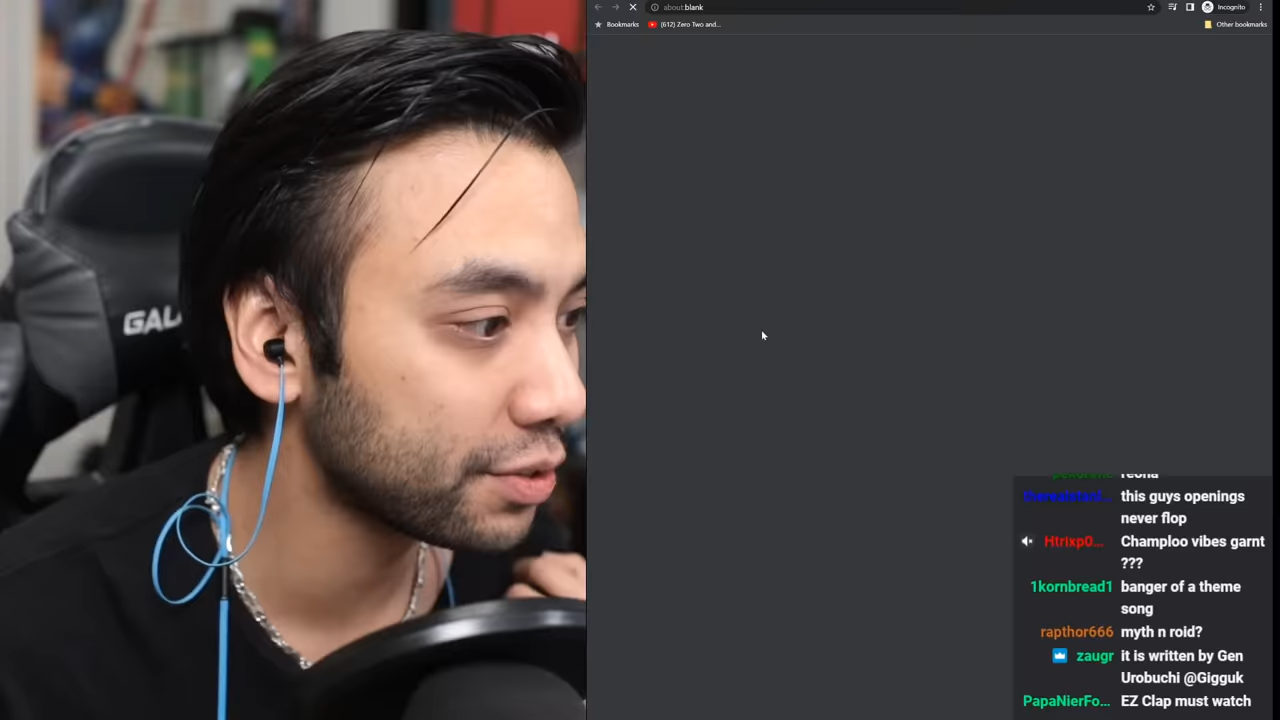 about:blank
Incognito
Bookmarks
(612) Zero Two and...
Other bookmarks
GAL
reona
this guys openings
never flop
Htrixp0... Champloo vibes garnt
???
1kornbread1 banger of a theme
song
rapthor666 myth n roid?
zaugr it is written by Gen
Urobuchi @Gigguk
PapaNierFo... EZ Clap must watch